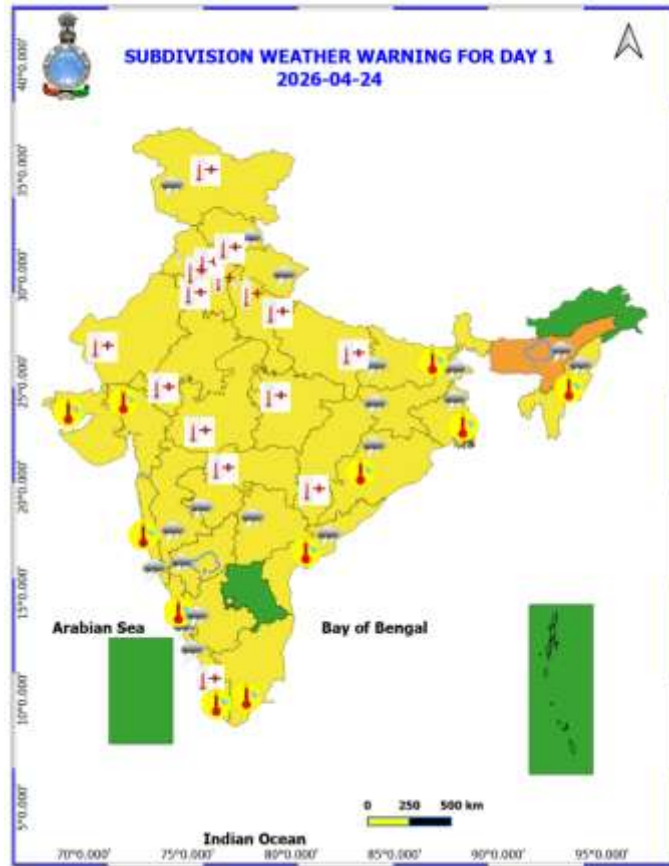 SUBDIVISION WEATHER WARNING FOR DAY 1
2026-04-24
40°0.000'
35°0.000'
30°0.000'
25°0.000'
20°0.000'
15°0.000'
10°0.000'
5°0.000'
Arabian Sea
Bay of Bengal
0 250 500 km
Indian Ocean
70°0.000' 75°0.000' 80°0.000' 85°0.000' 90°0.000' 95°0.000'